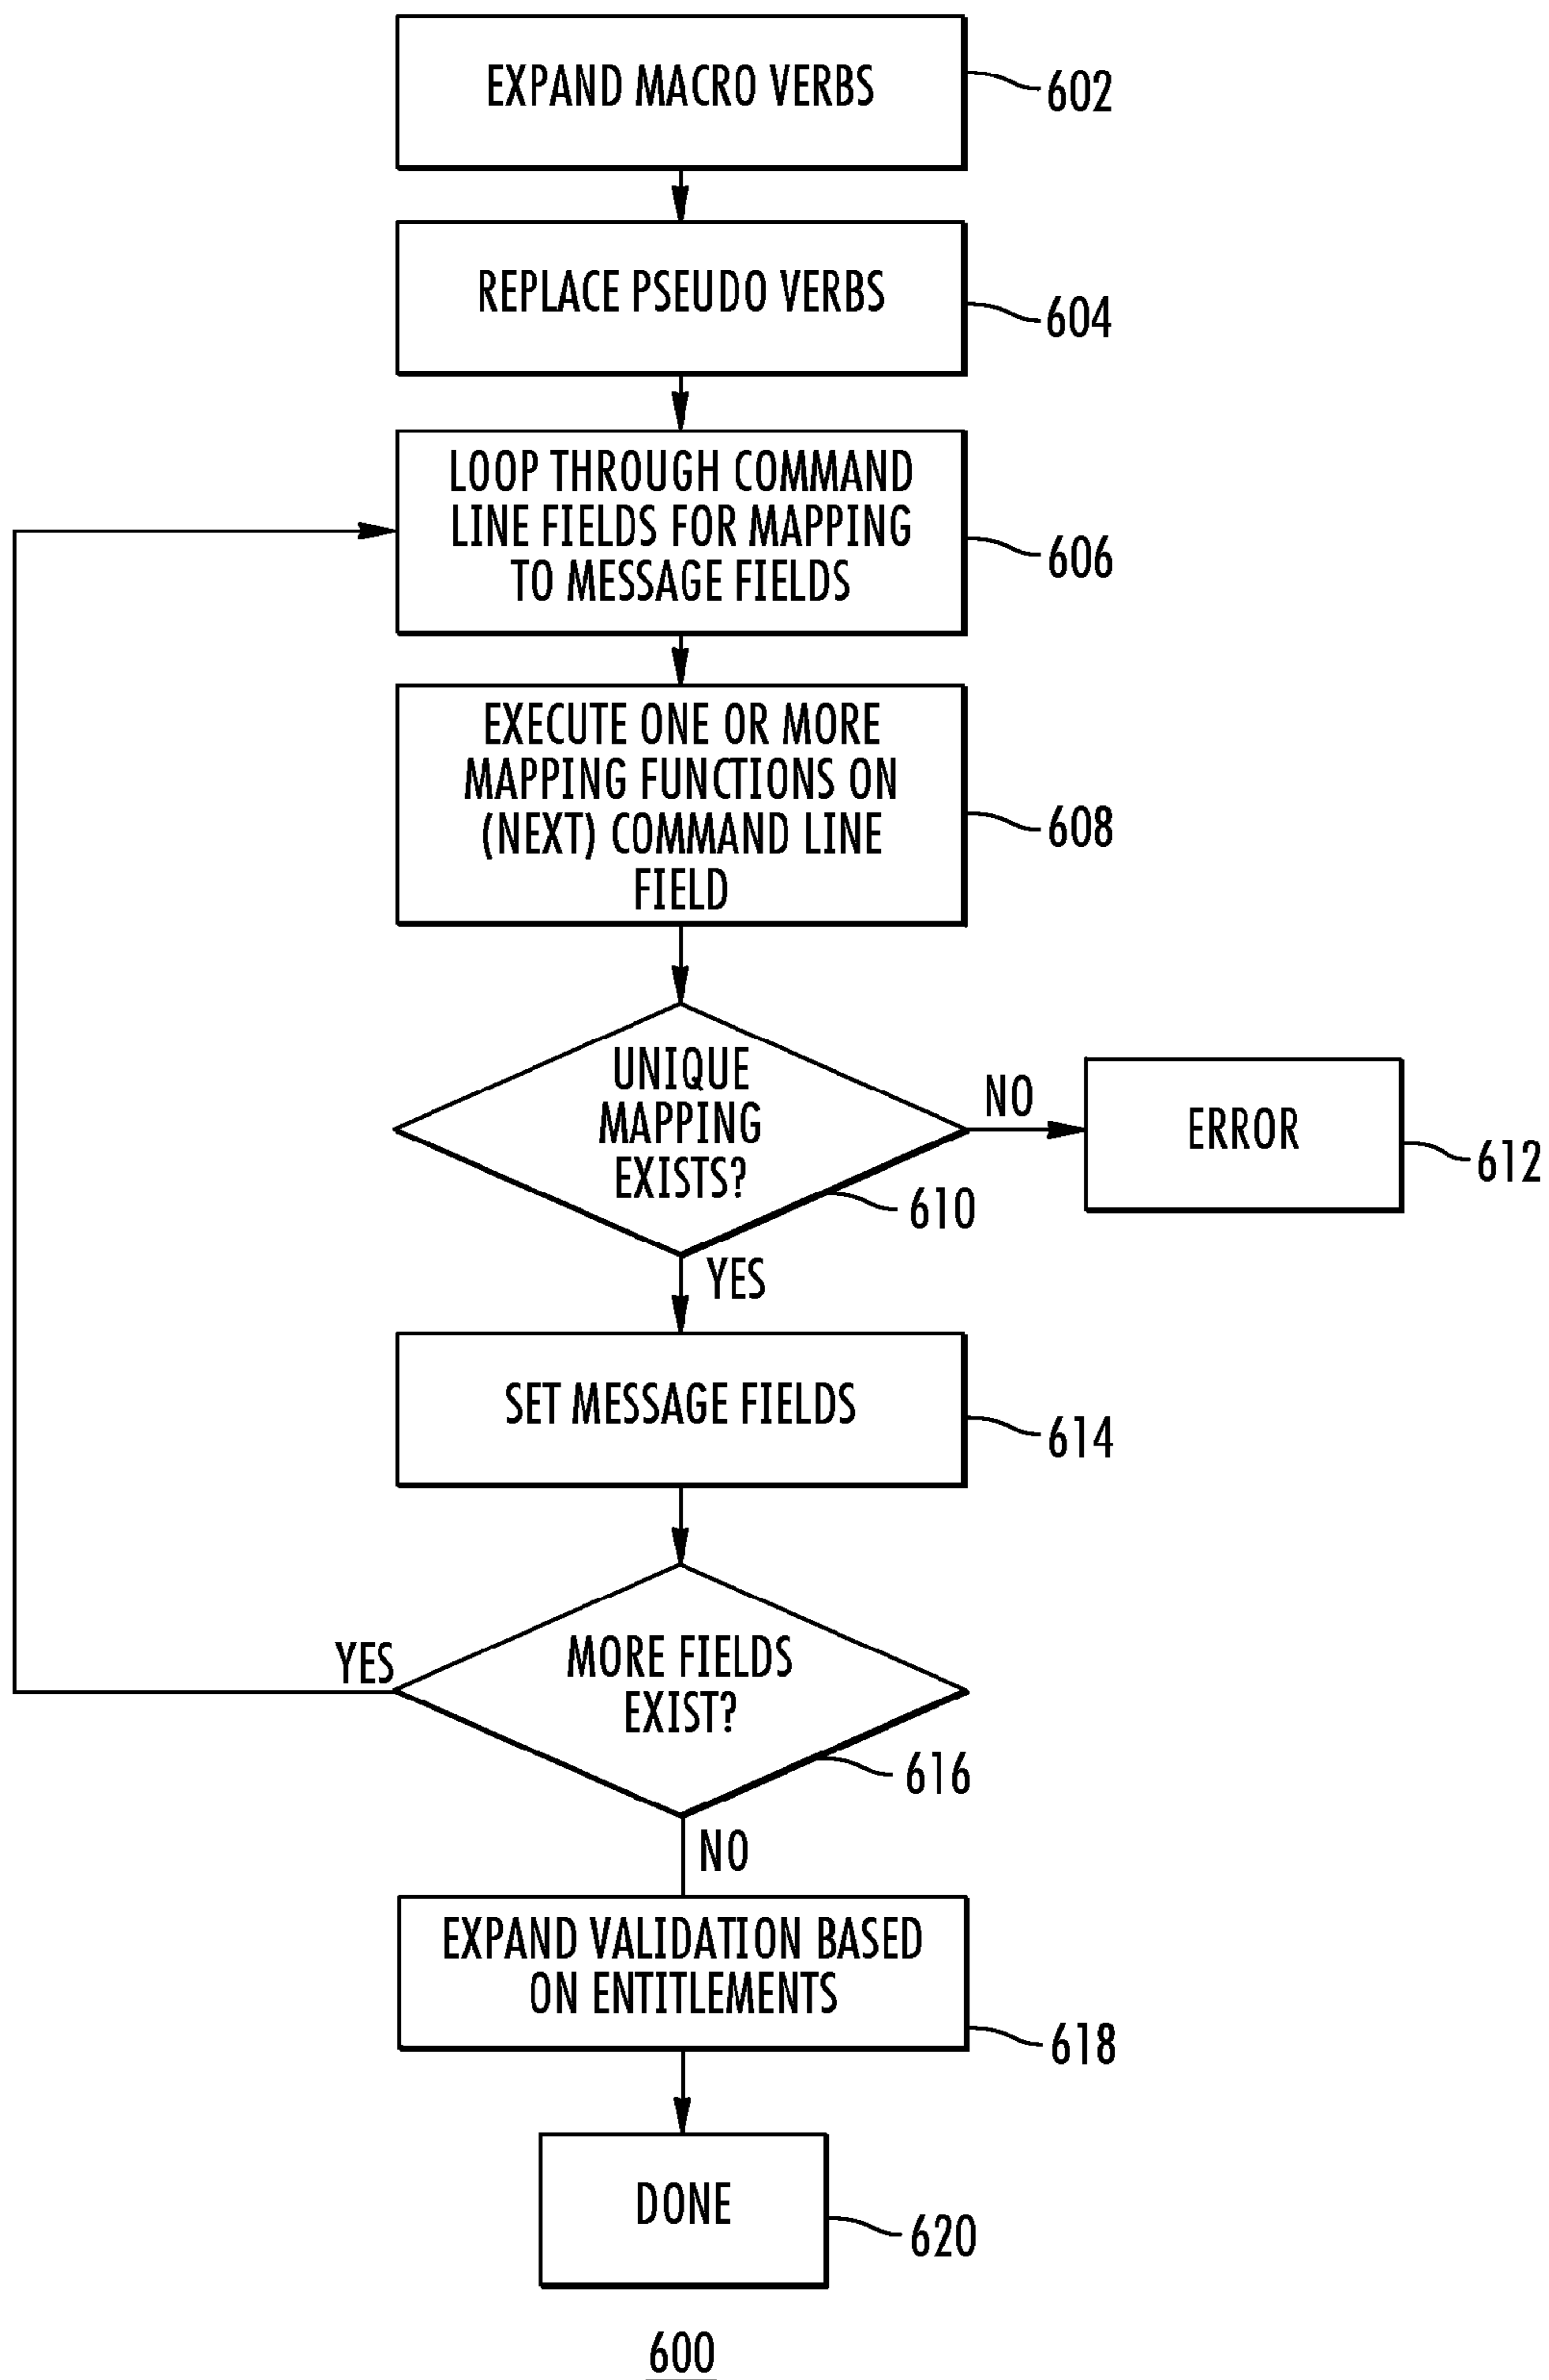 EXPAND MACRO VERBS
602
REPLACE PSEUDO VERBS
604
LOOP THROUGH COMMAND
LINE FIELDS FOR MAPPING
TO MESSAGE FIELDS
606
EXECUTE ONE OR MORE
MAPPING FUNCTIONS ON
(NEXT) COMMAND LINE
FIELD
608
UNIQUE
MAPPING
EXISTS?
610
NO
ERROR
612
YES
SET MESSAGE FIELDS
614
MORE FIELDS
EXIST?
616
YES
NO
EXPAND VALIDATION BASED
ON ENTITLEMENTS
618
DONE
620
600